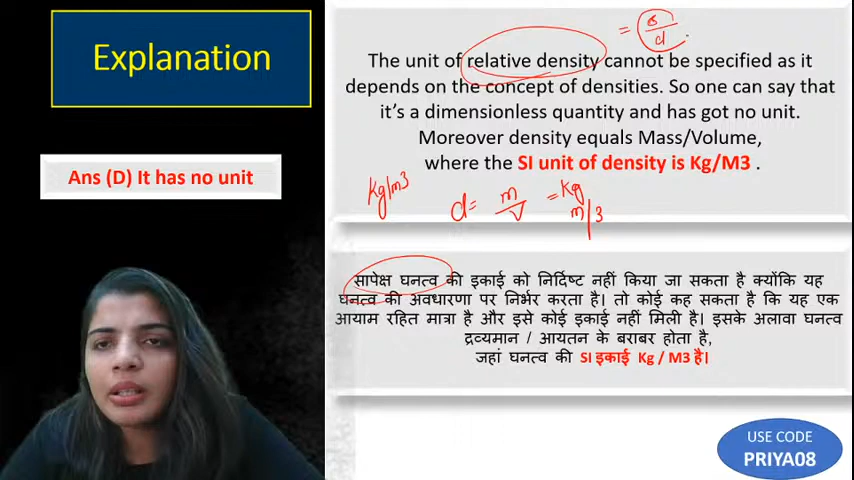 Explanation
Ans (D) It has no unit
The unit of relative density cannot be specified as it
depends on the concept of densities. So one can say that
it's a dimensionless quantity and has got no unit.
Moreover density equals Mass/Volume,
where the SI unit of density is Kg/M3 .
Kg/m3
d = m/v = Kg
m/3
सापेक्ष घनत्व की इकाई को निर्दिष्ट नहीं किया जा सकता है क्योंकि यह
घनत्व की अवधारणा पर निर्भर करता है। तो कोई कह सकता है कि यह एक
आयाम रहित मात्रा है और इसे कोई इकाई नहीं मिली है। इसके अलावा घनत्व
द्रव्यमान / आयतन के बराबर होता है,
जहां घनत्व की SI इकाई Kg / M3 है।
USE CODE
PRIYA08